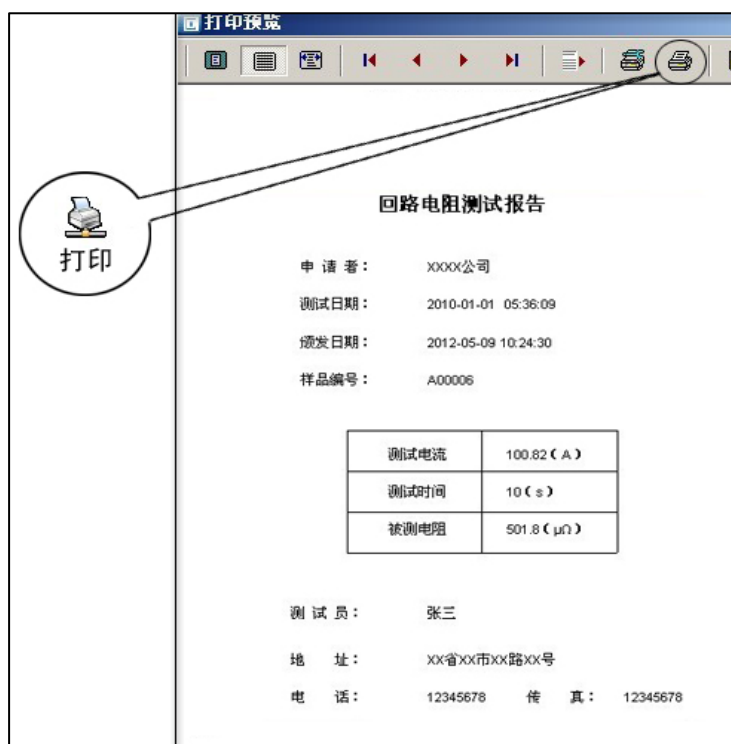 打印预览
打印
回路电阻测试报告
申 请 者： XXXX公司
测试日期： 2010-01-01 05:36:09
颁发日期： 2012-05-09 10:24:30
样品编号： A00006
测试电流 100.82（A）
测试时间 10（s）
被测电阻 501.8（μΩ）
测 试 员： 张三
地 址： XX省XX市XX路XX号
电 话： 12345678 传 真： 12345678